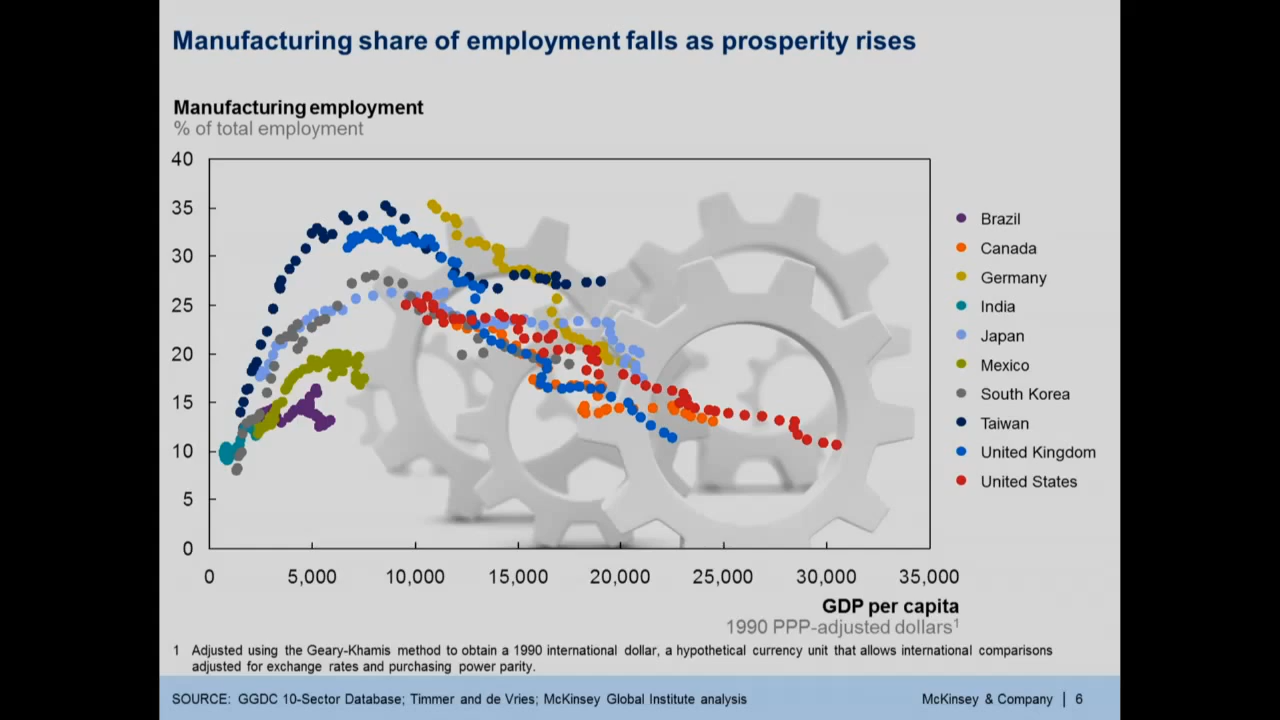 Manufacturing share of employment falls as prosperity rises
Manufacturing employment
% of total employment
40
35
30
25
20
15
10
5
0
0 5,000 10,000 15,000 20,000 25,000 30,000 35,000
GDP per capita
1990 PPP-adjusted dollars¹
Brazil
Canada
Germany
India
Japan
Mexico
South Korea
Taiwan
United Kingdom
United States
1 Adjusted using the Geary-Khamis method to obtain a 1990 international dollar, a hypothetical currency unit that allows international comparisons
adjusted for exchange rates and purchasing power parity.
SOURCE: GGDC 10-Sector Database; Timmer and de Vries; McKinsey Global Institute analysis
McKinsey & Company | 6